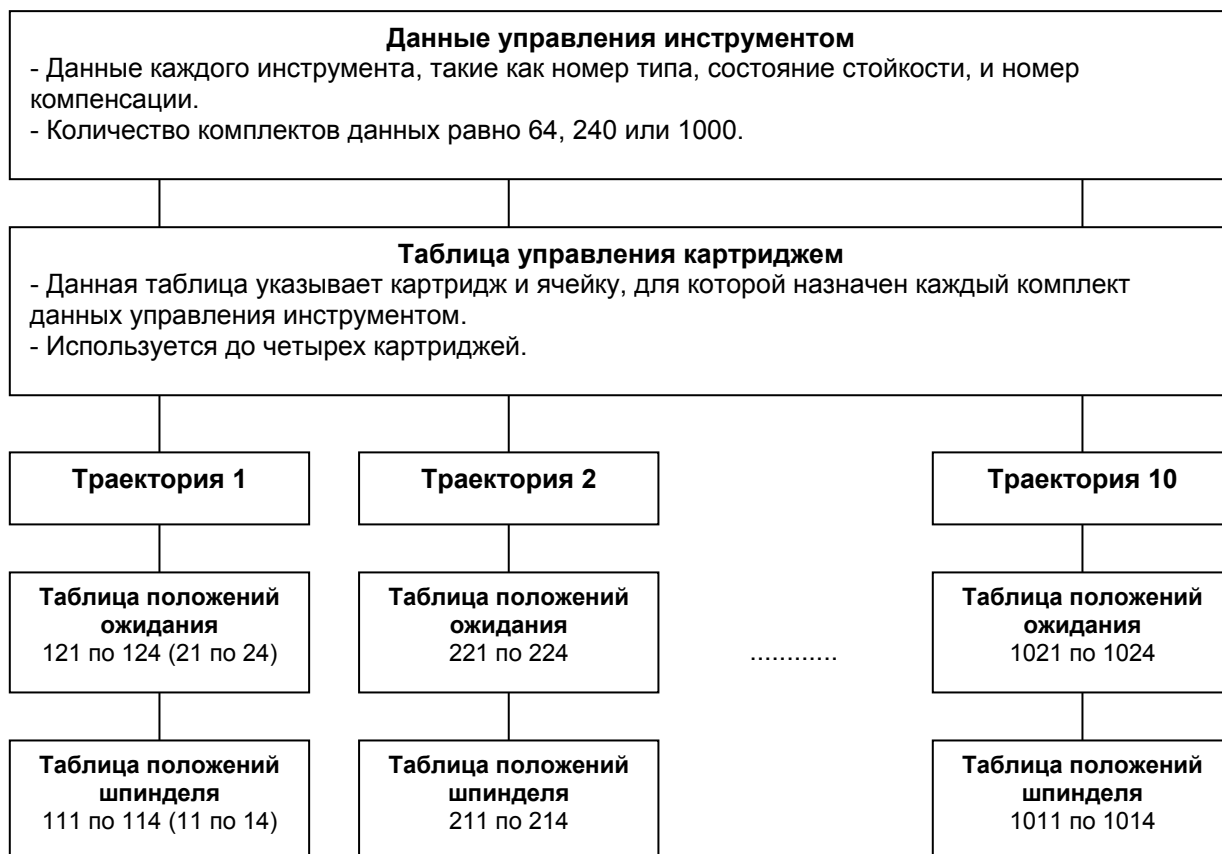 Данные управления инструментом
- Данные каждого инструмента, такие как номер типа, состояние стойкости, и номер
компенсации.
- Количество комплектов данных равно 64, 240 или 1000.
Таблица управления картриджем
- Данная таблица указывает картридж и ячейку, для которой назначен каждый комплект
данных управления инструментом.
- Используется до четырех картриджей.
Траектория 1
Траектория 2
Траектория 10
Таблица положений
ожидания
121 по 124 (21 по 24)
Таблица положений
ожидания
221 по 224
............
Таблица положений
ожидания
1021 по 1024
Таблица положений
шпинделя
111 по 114 (11 по 14)
Таблица положений
шпинделя
211 по 214
Таблица положений
шпинделя
1011 по 1014